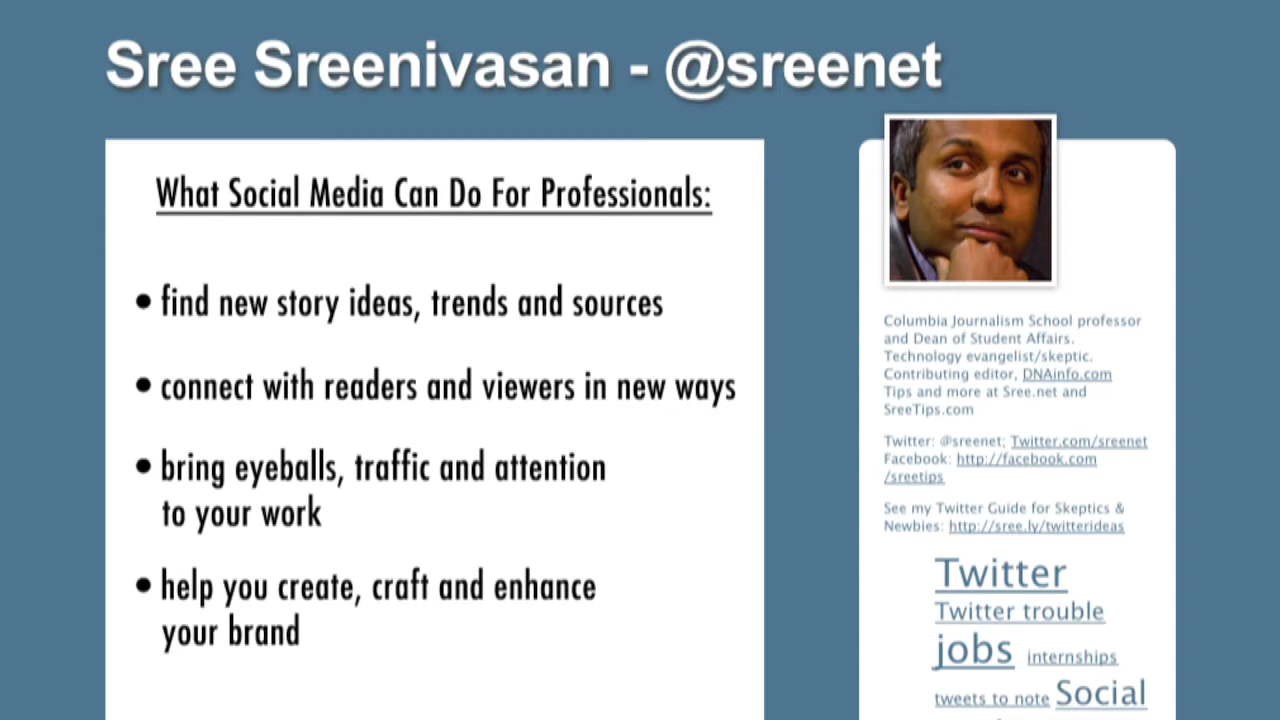 Sree Sreenivasan - @sreenet
What Social Media Can Do For Professionals:
• find new story ideas, trends and sources
• connect with readers and viewers in new ways
• bring eyeballs, traffic and attention
to your work
• help you create, craft and enhance
your brand
Columbia Journalism School professor
and Dean of Student Affairs.
Technology evangelist/skeptic.
Contributing editor, DNAinfo.com
Tips and more at Sree.net and
SreeTips.com
Twitter: @sreenet; Twitter.com/sreenet
Facebook: http://facebook.com
/sreetips
See my Twitter Guide for Skeptics &
Newbies: http://sree.ly/twitterideas
Twitter
Twitter trouble
jobs internships
tweets to note Social